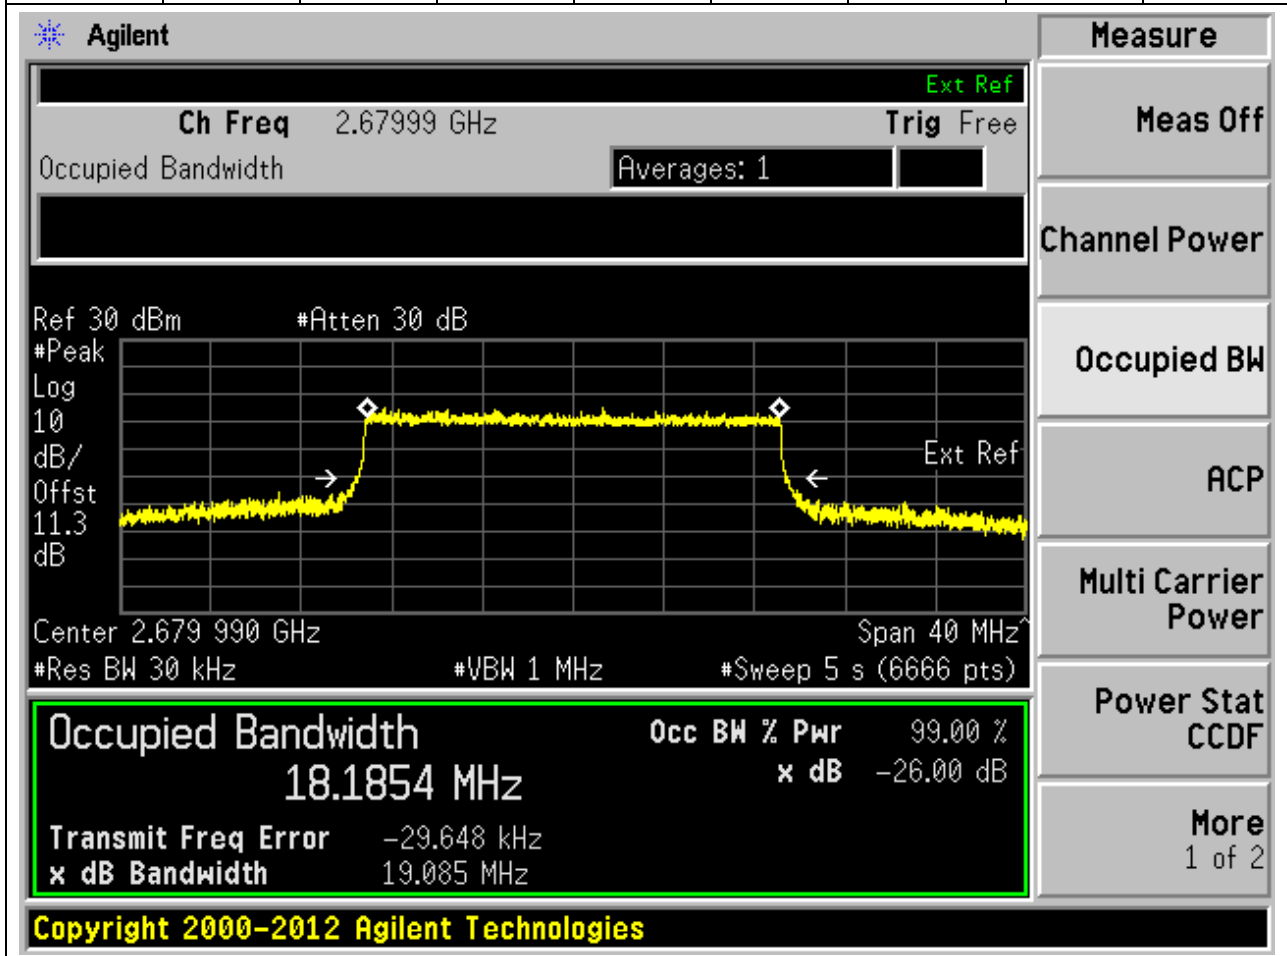 Agilent
Measure
Ext Ref
Ch Freq 2.67999 GHz Trig Free
Meas Off
Occupied Bandwidth Averages: 1
Channel Power
Ref 30 dBm #Atten 30 dB
#Peak
Log
10
dB/
Offst
11.3
dB
Ext Ref
Occupied BW
ACP
Center 2.679 990 GHz Span 40 MHz^
#Res BW 30 kHz #VBW 1 MHz #Sweep 5 s (6666 pts)
Multi Carrier
Power
Occupied Bandwidth Occ BW % Pwr 99.00 %
18.1854 MHz x dB -26.00 dB
Transmit Freq Error -29.648 kHz
x dB Bandwidth 19.085 MHz
Power Stat
CCDF
More
1 of 2
Copyright 2000-2012 Agilent Technologies